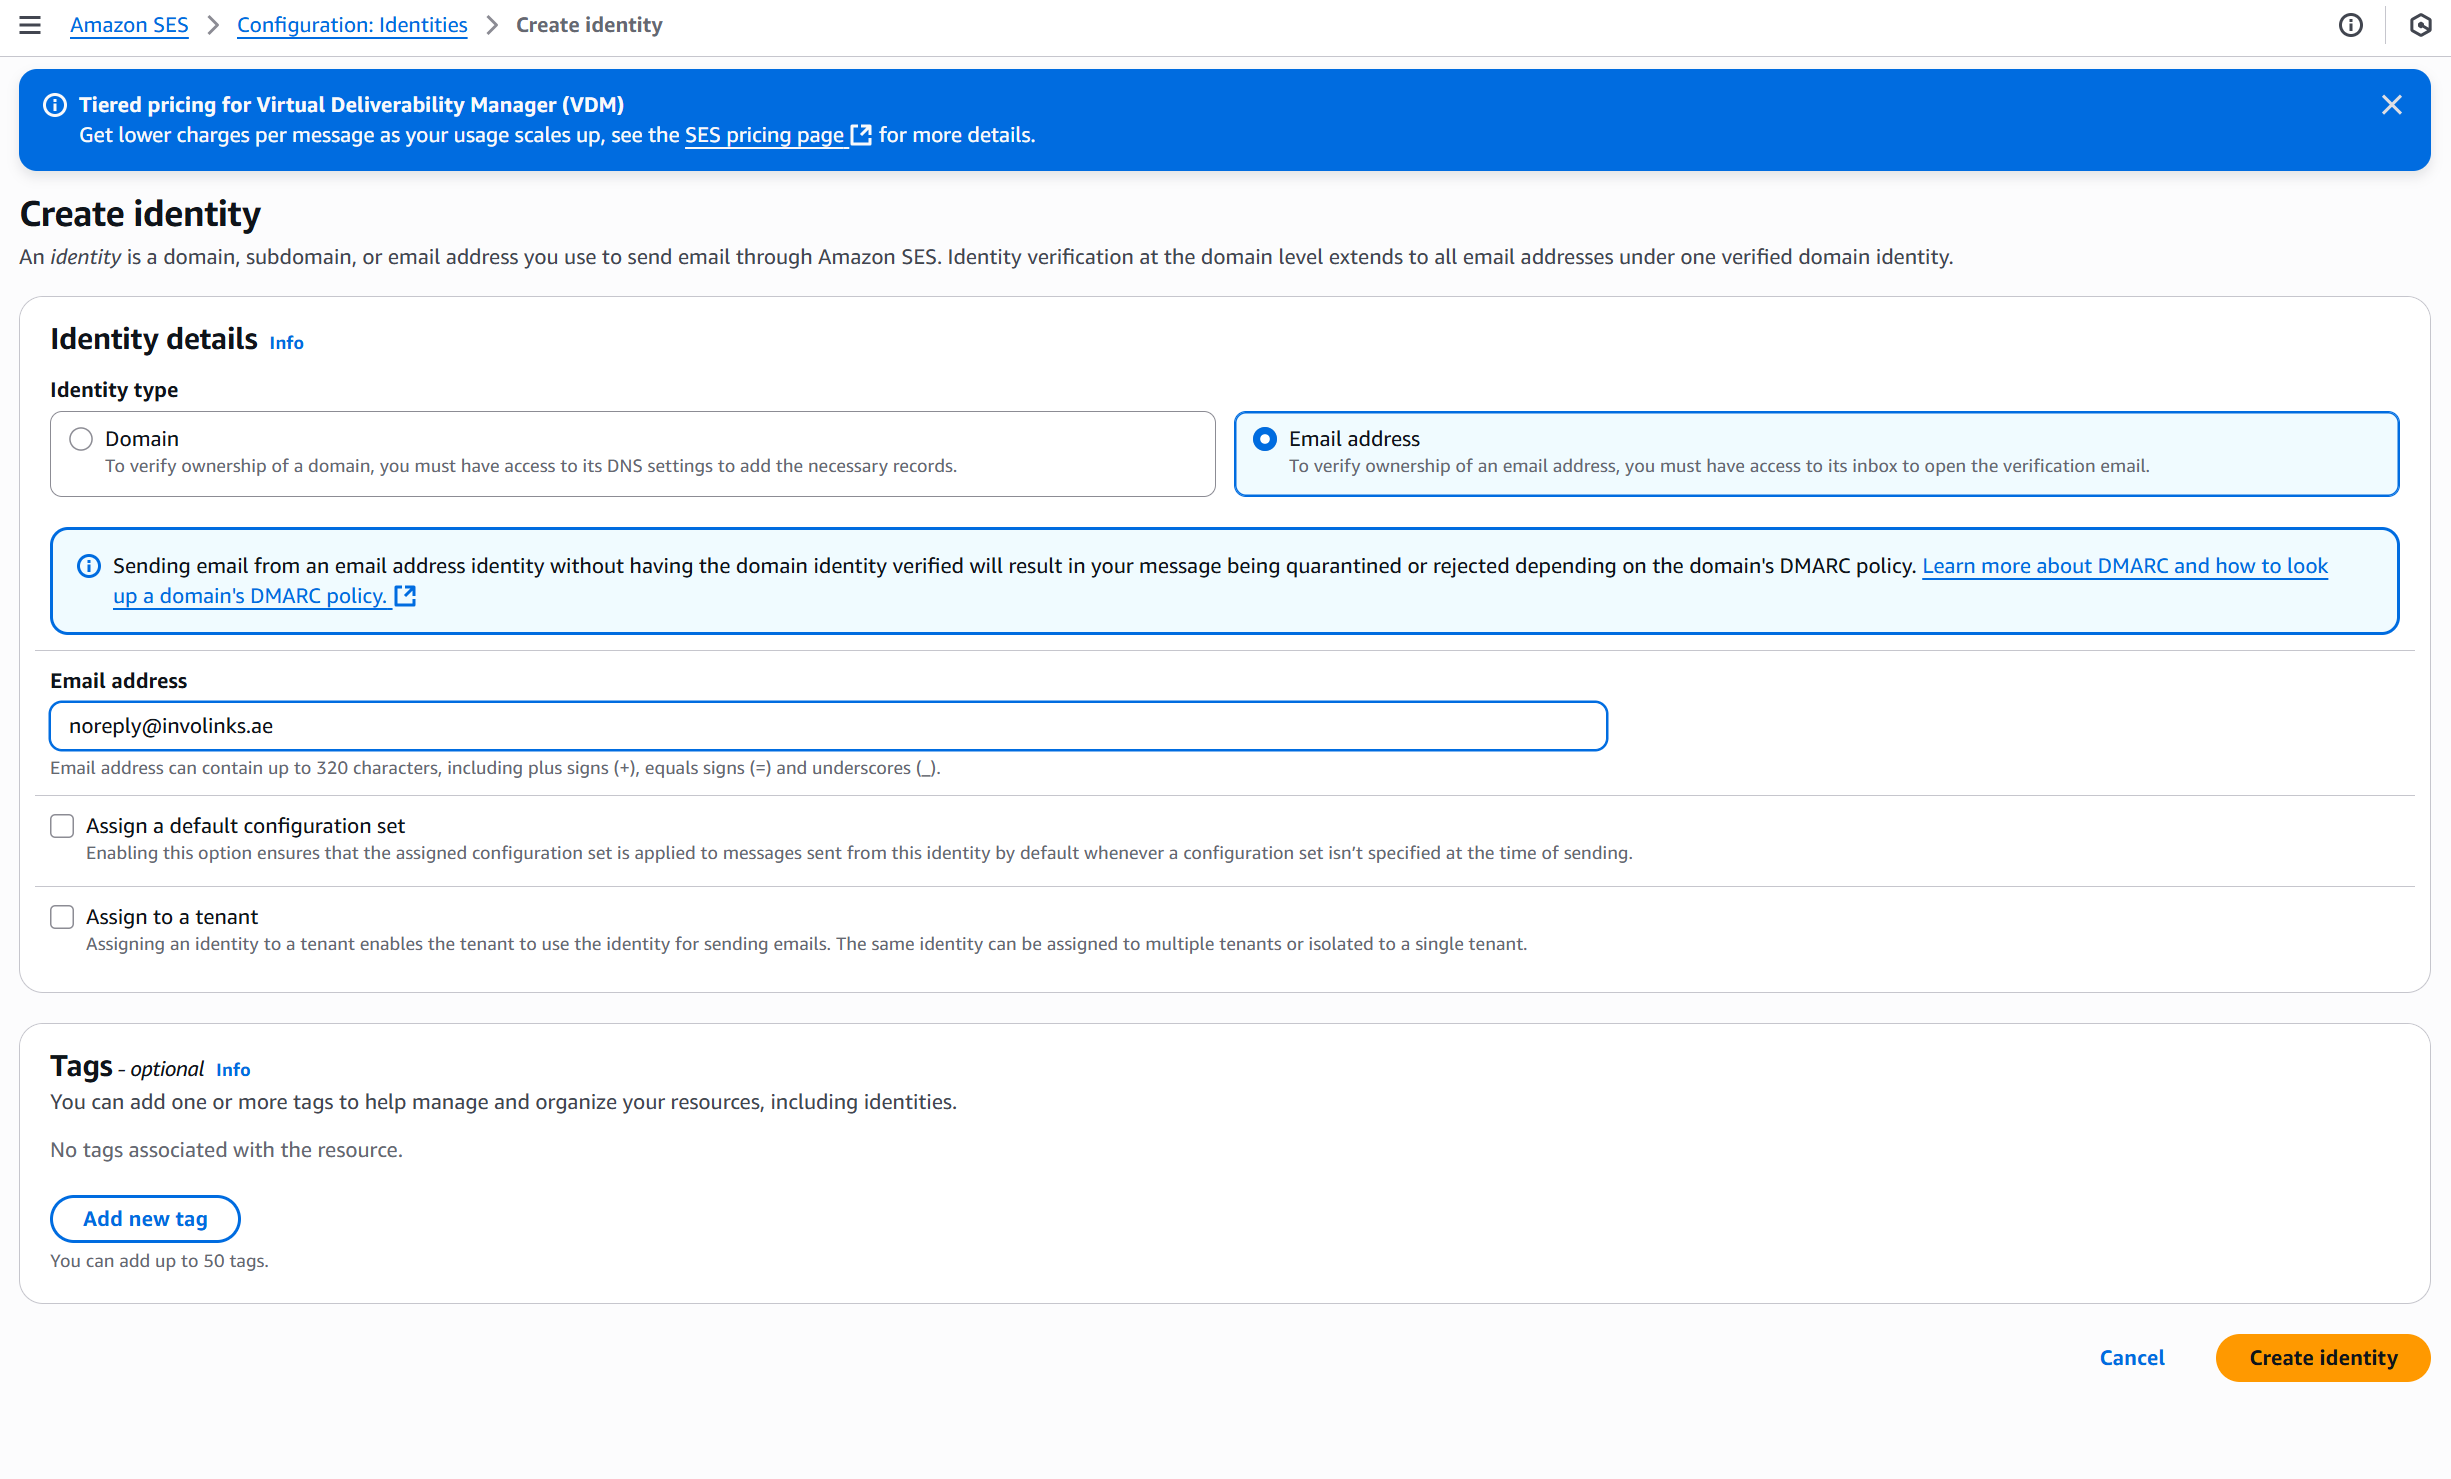 Amazon SES > Configuration: Identities > Create identity
Tiered pricing for Virtual Deliverability Manager (VDM)
Get lower charges per message as your usage scales up, see the SES pricing page for more details.
Create identity
An identity is a domain, subdomain, or email address you use to send email through Amazon SES. Identity verification at the domain level extends to all email addresses under one verified domain identity.
Identity details Info
Identity type
Domain
To verify ownership of a domain, you must have access to its DNS settings to add the necessary records.
Email address
To verify ownership of an email address, you must have access to its inbox to open the verification email.
Sending email from an email address identity without having the domain identity verified will result in your message being quarantined or rejected depending on the domain's DMARC policy. Learn more about DMARC and how to look
up a domain's DMARC policy.
Email address
noreply@involinks.ae
Email address can contain up to 320 characters, including plus signs (+), equals signs (=) and underscores (_).
Assign a default configuration set
Enabling this option ensures that the assigned configuration set is applied to messages sent from this identity by default whenever a configuration set isn’t specified at the time of sending.
Assign to a tenant
Assigning an identity to a tenant enables the tenant to use the identity for sending emails. The same identity can be assigned to multiple tenants or isolated to a single tenant.
Tags - optional Info
You can add one or more tags to help manage and organize your resources, including identities.
No tags associated with the resource.
Add new tag
You can add up to 50 tags.
Cancel
Create identity